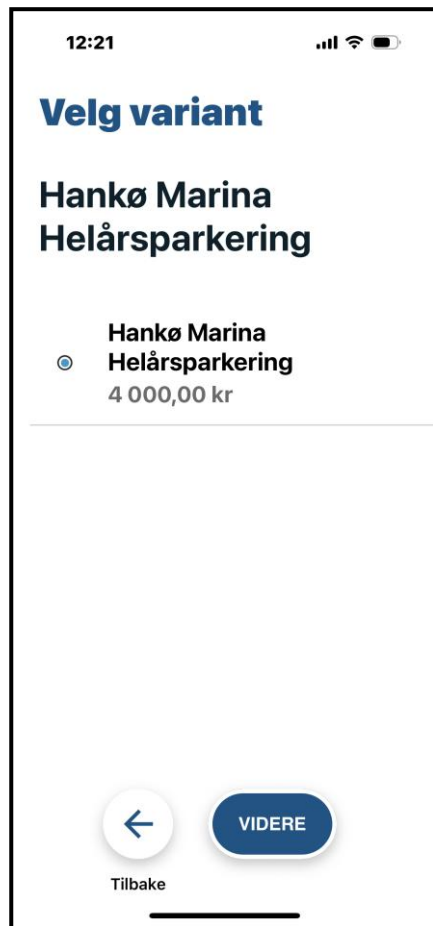 12:21
Velg variant
Hankø Marina
Helårsparkering
Hankø Marina
Helårsparkering
4 000,00 kr
VIDERE
Tilbake